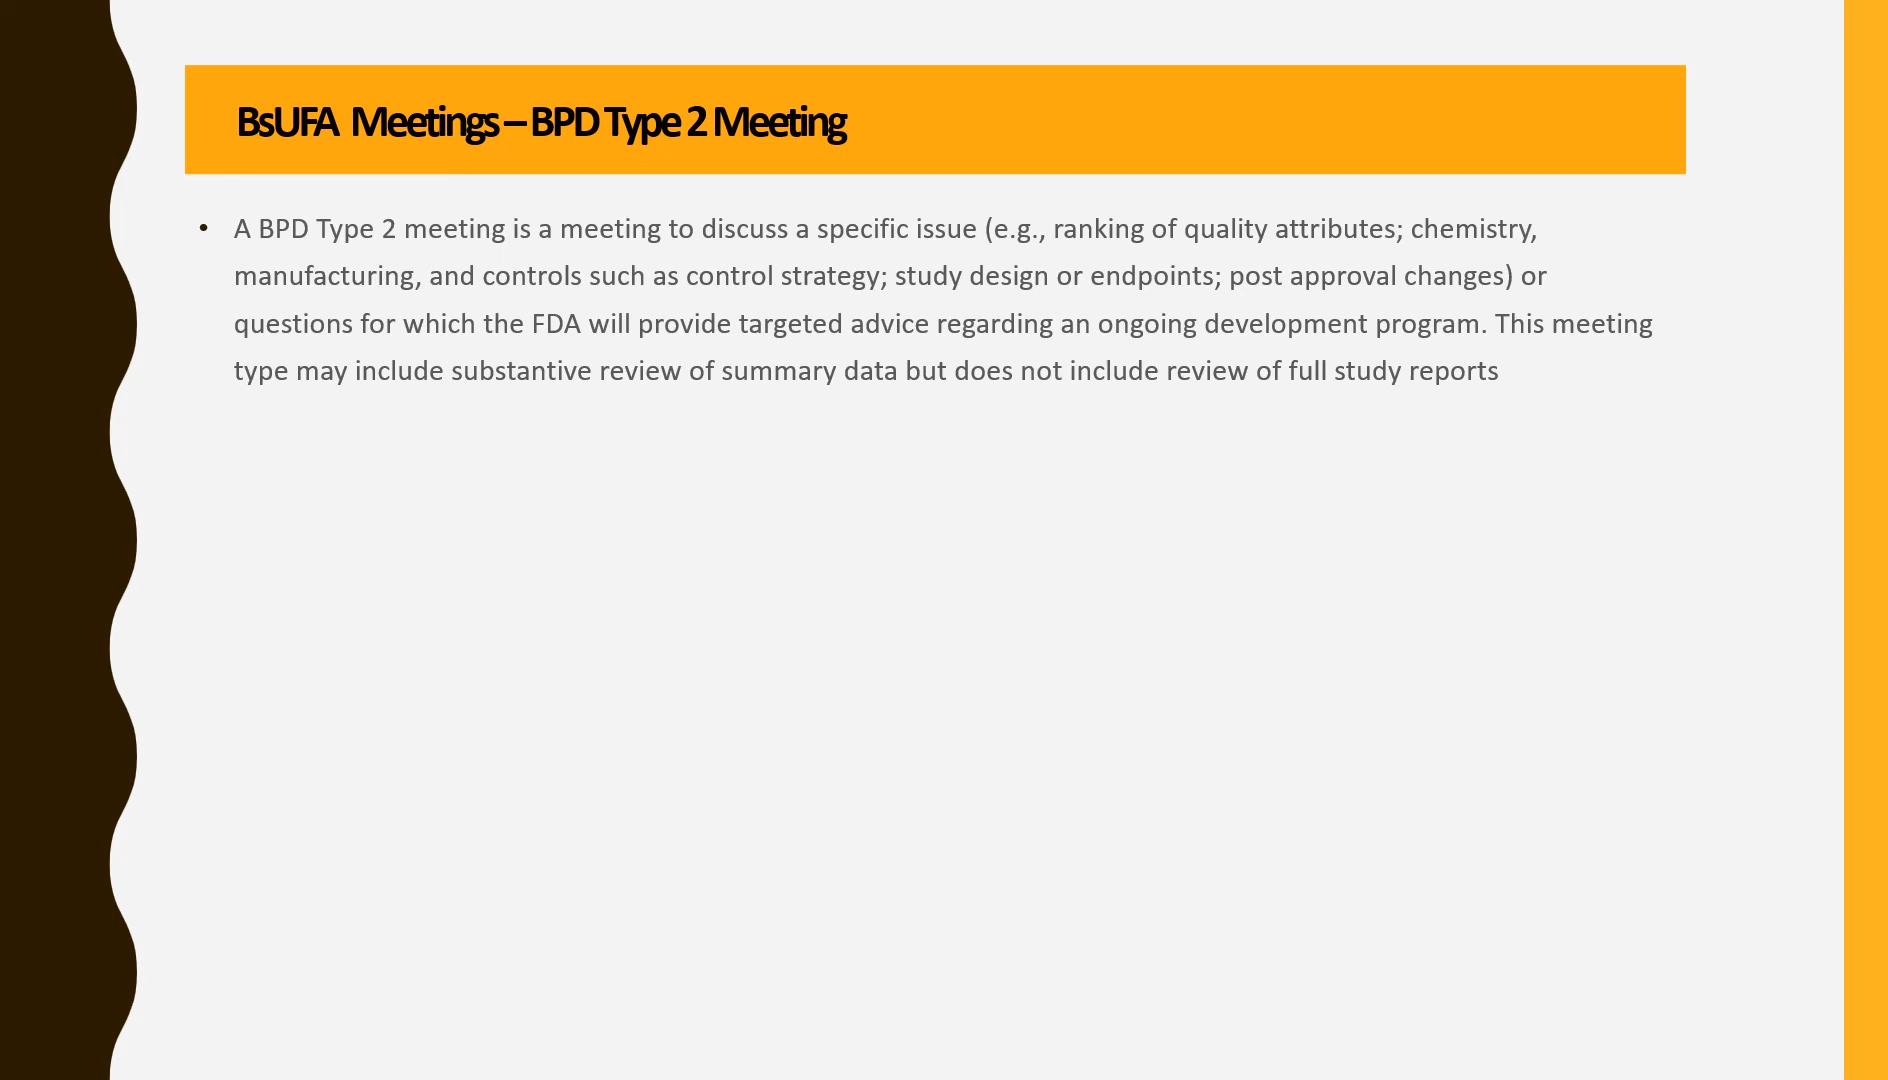 BsUFA Meetings – BPD Type 2 Meeting
• A BPD Type 2 meeting is a meeting to discuss a specific issue (e.g., ranking of quality attributes; chemistry,
manufacturing, and controls such as control strategy; study design or endpoints; post approval changes) or
questions for which the FDA will provide targeted advice regarding an ongoing development program. This meeting
type may include substantive review of summary data but does not include review of full study reports